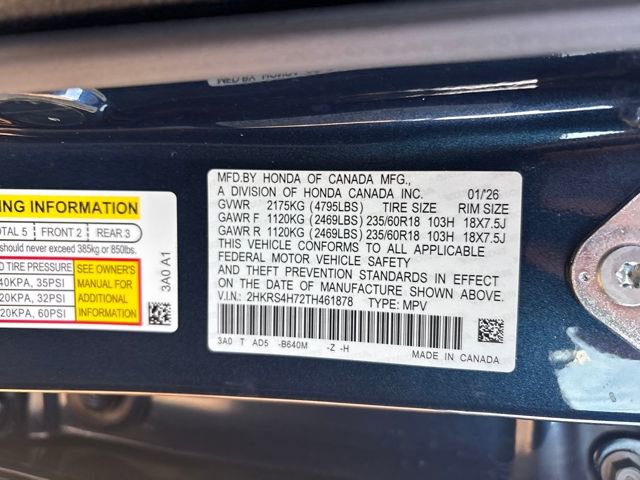 ING INFORMATION
OTAL 5 FRONT 2 REAR 3
hould never exceed 385kg or 850lbs.
D TIRE PRESSURE
40KPA, 35PSI
20KPA, 32PSI
20KPA, 60PSI
SEE OWNER'S
MANUAL FOR
ADDITIONAL
INFORMATION
3A0 A1
MFD.BY HONDA OF CANADA MFG.,
A DIVISION OF HONDA CANADA INC. 01/'26
GVWR 2175KG (4795LBS) TIRE SIZE RIM SIZE
GAWR F 1120KG (2469LBS) 235/60R18 103H 18X7.5J
GAWR R 1120KG (2469LBS) 235/60R18 103H 18X7.5J
THIS VEHICLE CONFORMS TO ALL APPLICABLE
FEDERAL MOTOR VEHICLE SAFETY
AND THEFT PREVENTION STANDARDS IN EFFECT
ON THE DATE OF MANUFACTURE SHOWN ABOVE.
V.I.N.: 2HKRS4H72TH461878 TYPE: MPV
3A0 T AD5 -B640M -Z -H
MADE IN CANADA